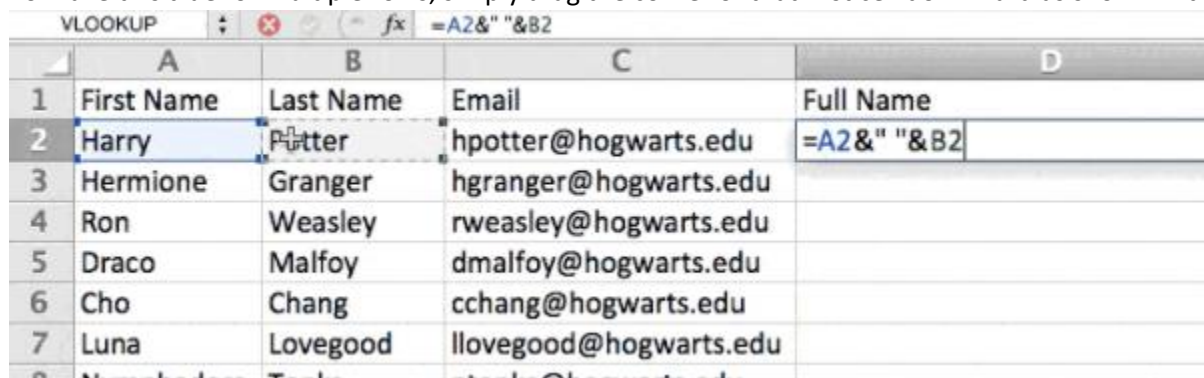 VLOOKUP fx =A2&" "&B2
A B C D
1 First Name Last Name Email Full Name
2 Harry Potter hpotter@hogwarts.edu =A2&" "&B2
3 Hermione Granger hgranger@hogwarts.edu
4 Ron Weasley rweasley@hogwarts.edu
5 Draco Malfoy dmalfoy@hogwarts.edu
6 Cho Chang cchang@hogwarts.edu
7 Luna Lovegood llovegood@hogwarts.edu